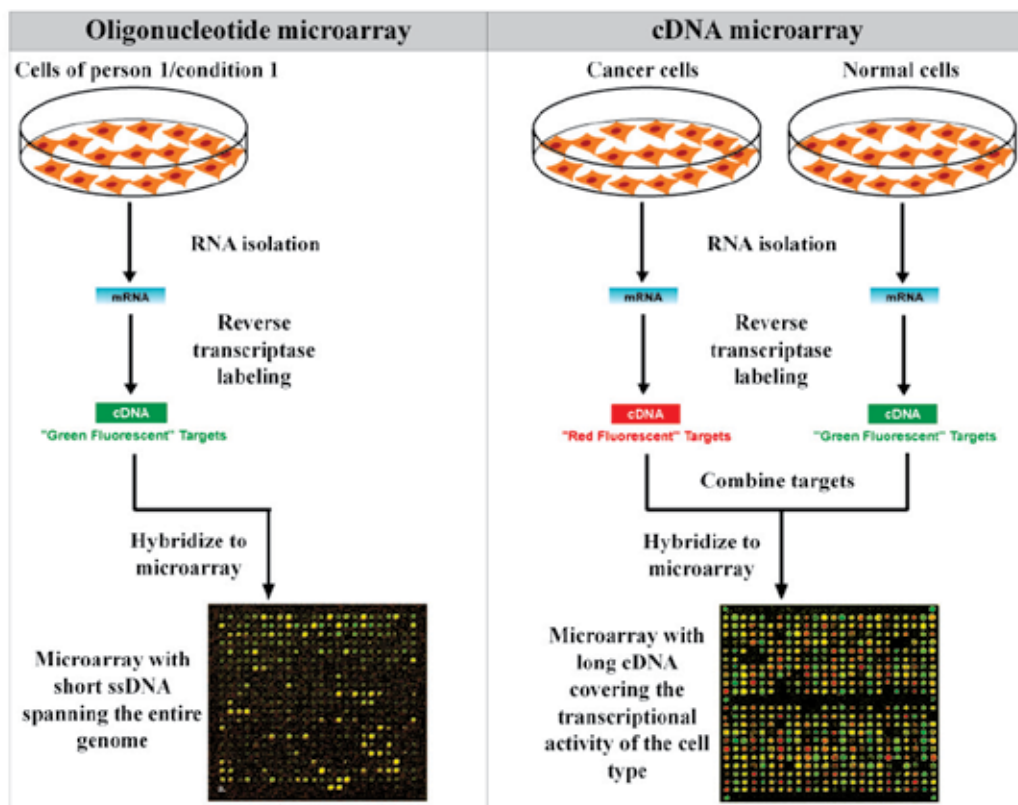 Oligonucleotide microarray
Cells of person 1/condition 1
RNA isolation
mRNA
Reverse
transcriptase
labeling
cDNA
"Green Fluorescent" Targets
Hybridize to
microarray
Microarray with
short ssDNA
spanning the entire
genome
cDNA microarray
Cancer cells
Normal cells
RNA isolation
mRNA
mRNA
Reverse
transcriptase
labeling
cDNA
cDNA
"Red Fluorescent" Targets
"Green Fluorescent" Targets
Combine targets
Hybridize to
microarray
Microarray with
long cDNA
covering the
transcriptional
activity of the cell
type